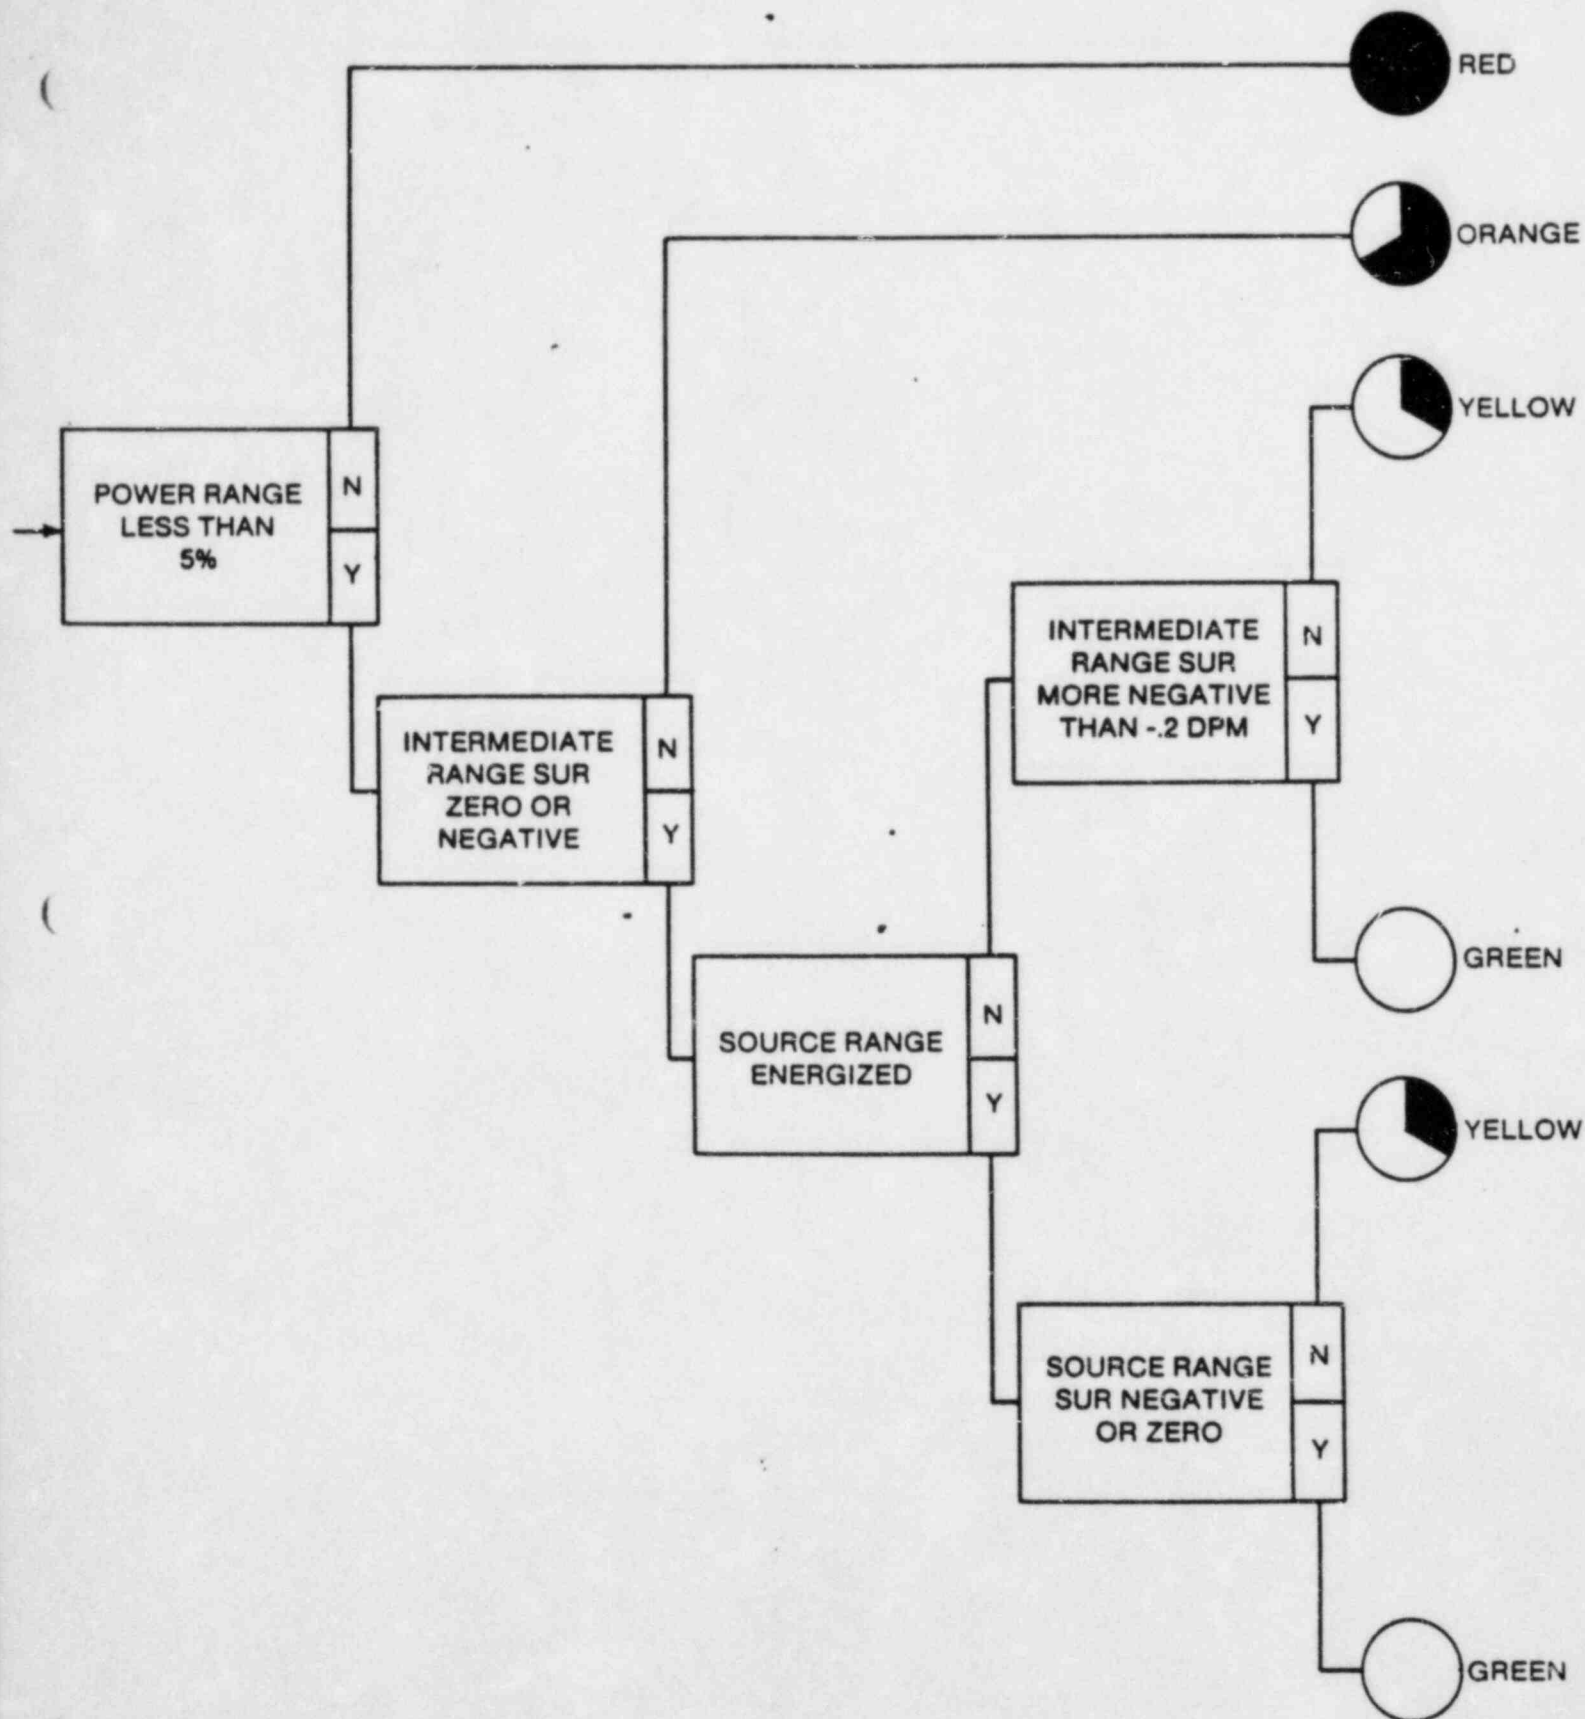 RED
ORANGE
YELLOW
POWER RANGE
LESS THAN
5%
N
Y
INTERMEDIATE
RANGE SUR
ZERO OR
NEGATIVE
N
Y
INTERMEDIATE
RANGE SUR
MORE NEGATIVE
THAN -.2 DPM
N
Y
GREEN
SOURCE RANGE
ENERGIZED
N
Y
YELLOW
SOURCE RANGE
SUR NEGATIVE
OR ZERO
N
Y
GREEN